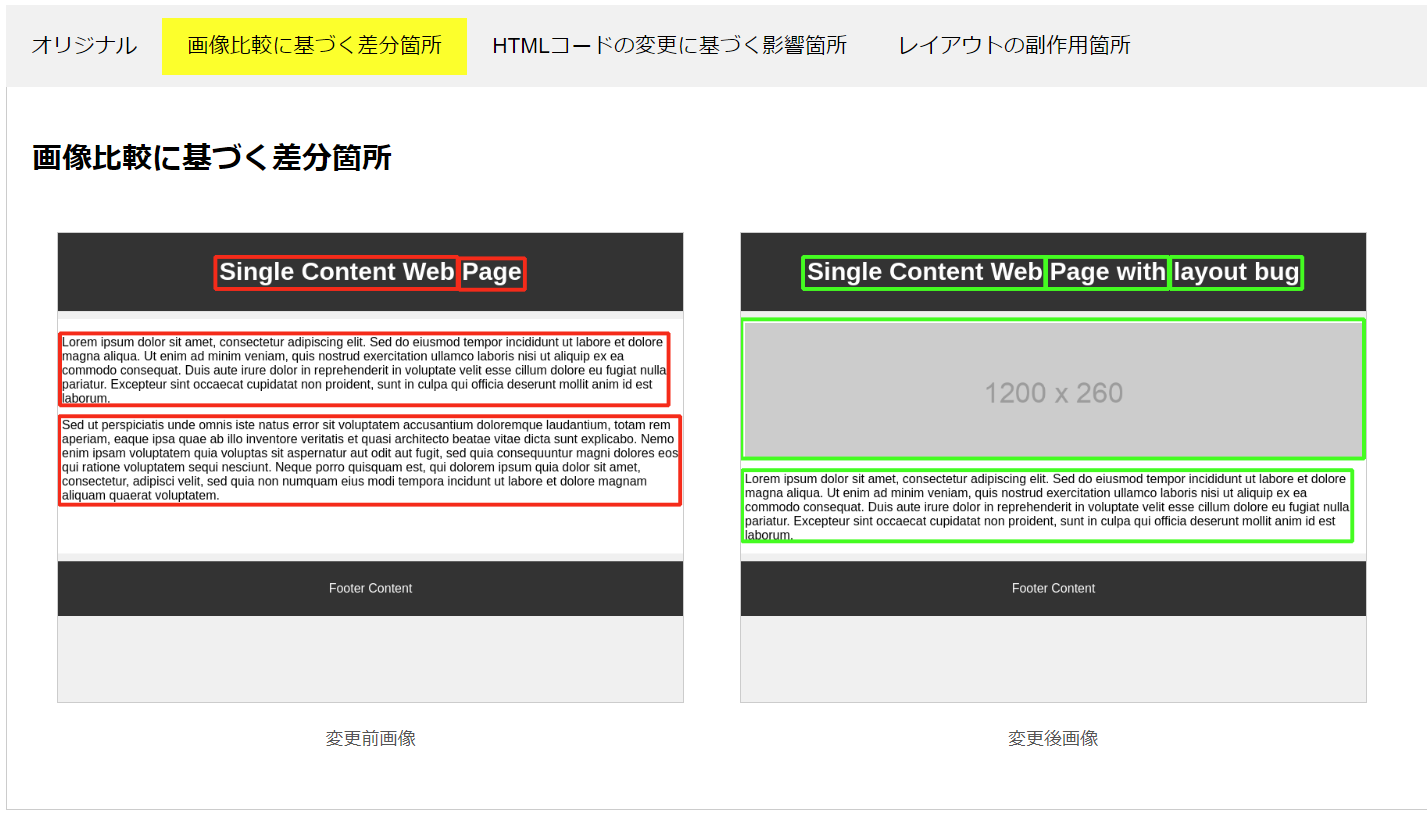 オリジナル 画像比較に基づく差分箇所 HTMLコードの変更に基づく影響箇所 レイアウトの副作用箇所
画像比較に基づく差分箇所
Single Content Web Page
Lorem ipsum dolor sit amet, consectetur adipiscing elit. Sed do eiusmod tempor incididunt ut labore et dolore
magna aliqua. Ut enim ad minim veniam, quis nostrud exercitation ullamco laboris nisi ut aliquip ex ea
commodo consequat. Duis aute irure dolor in reprehenderit in voluptate velit esse cillum dolore eu fugiat nulla
pariatur. Excepteur sint occaecat cupidatat non proident, sunt in culpa qui officia deserunt mollit anim id est
laborum.
Sed ut perspiciatis unde omnis iste natus error sit voluptatem accusantium doloremque laudantium, totam rem
aperiam, eaque ipsa quae ab illo inventore veritatis et quasi architecto beatae vitae dicta sunt explicabo. Nemo
enim ipsam voluptatem quia voluptas sit aspernatur aut odit aut fugit, sed quia consequuntur magni dolores eos
qui ratione voluptatem sequi nesciunt. Neque porro quisquam est, qui dolorem ipsum quia dolor sit amet,
consectetur, adipisci velit, sed quia non numquam eius modi tempora incidunt ut labore et dolore magnam
aliquam quaerat voluptatem.
Footer Content
変更前画像
Single Content Web Page with layout bug
1200 x 260
Lorem ipsum dolor sit amet, consectetur adipiscing elit. Sed do eiusmod tempor incididunt ut labore et dolore
magna aliqua. Ut enim ad minim veniam, quis nostrud exercitation ullamco laboris nisi ut aliquip ex ea
commodo consequat. Duis aute irure dolor in reprehenderit in voluptate velit esse cillum dolore eu fugiat nulla
pariatur. Excepteur sint occaecat cupidatat non proident, sunt in culpa qui officia deserunt mollit anim id est
laborum.
Footer Content
変更後画像